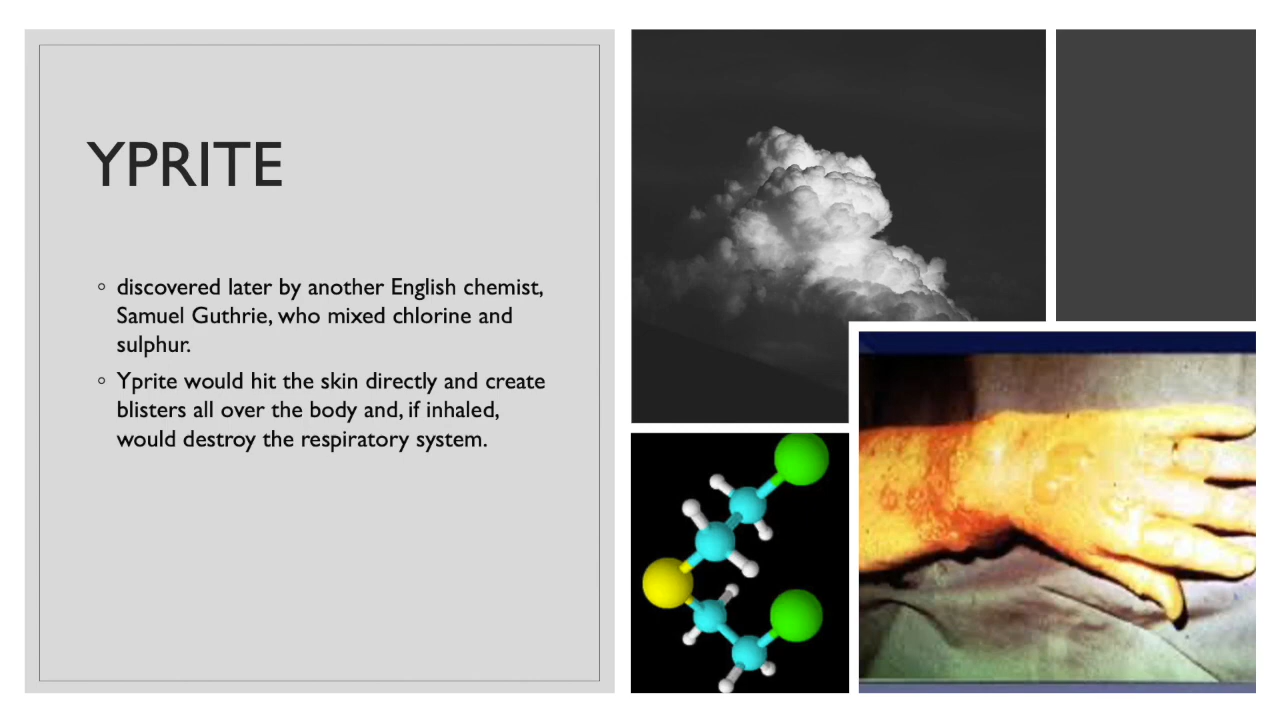 YPRITE
◦ discovered later by another English chemist,
Samuel Guthrie, who mixed chlorine and
sulphur.
◦ Yprite would hit the skin directly and create
blisters all over the body and, if inhaled,
would destroy the respiratory system.